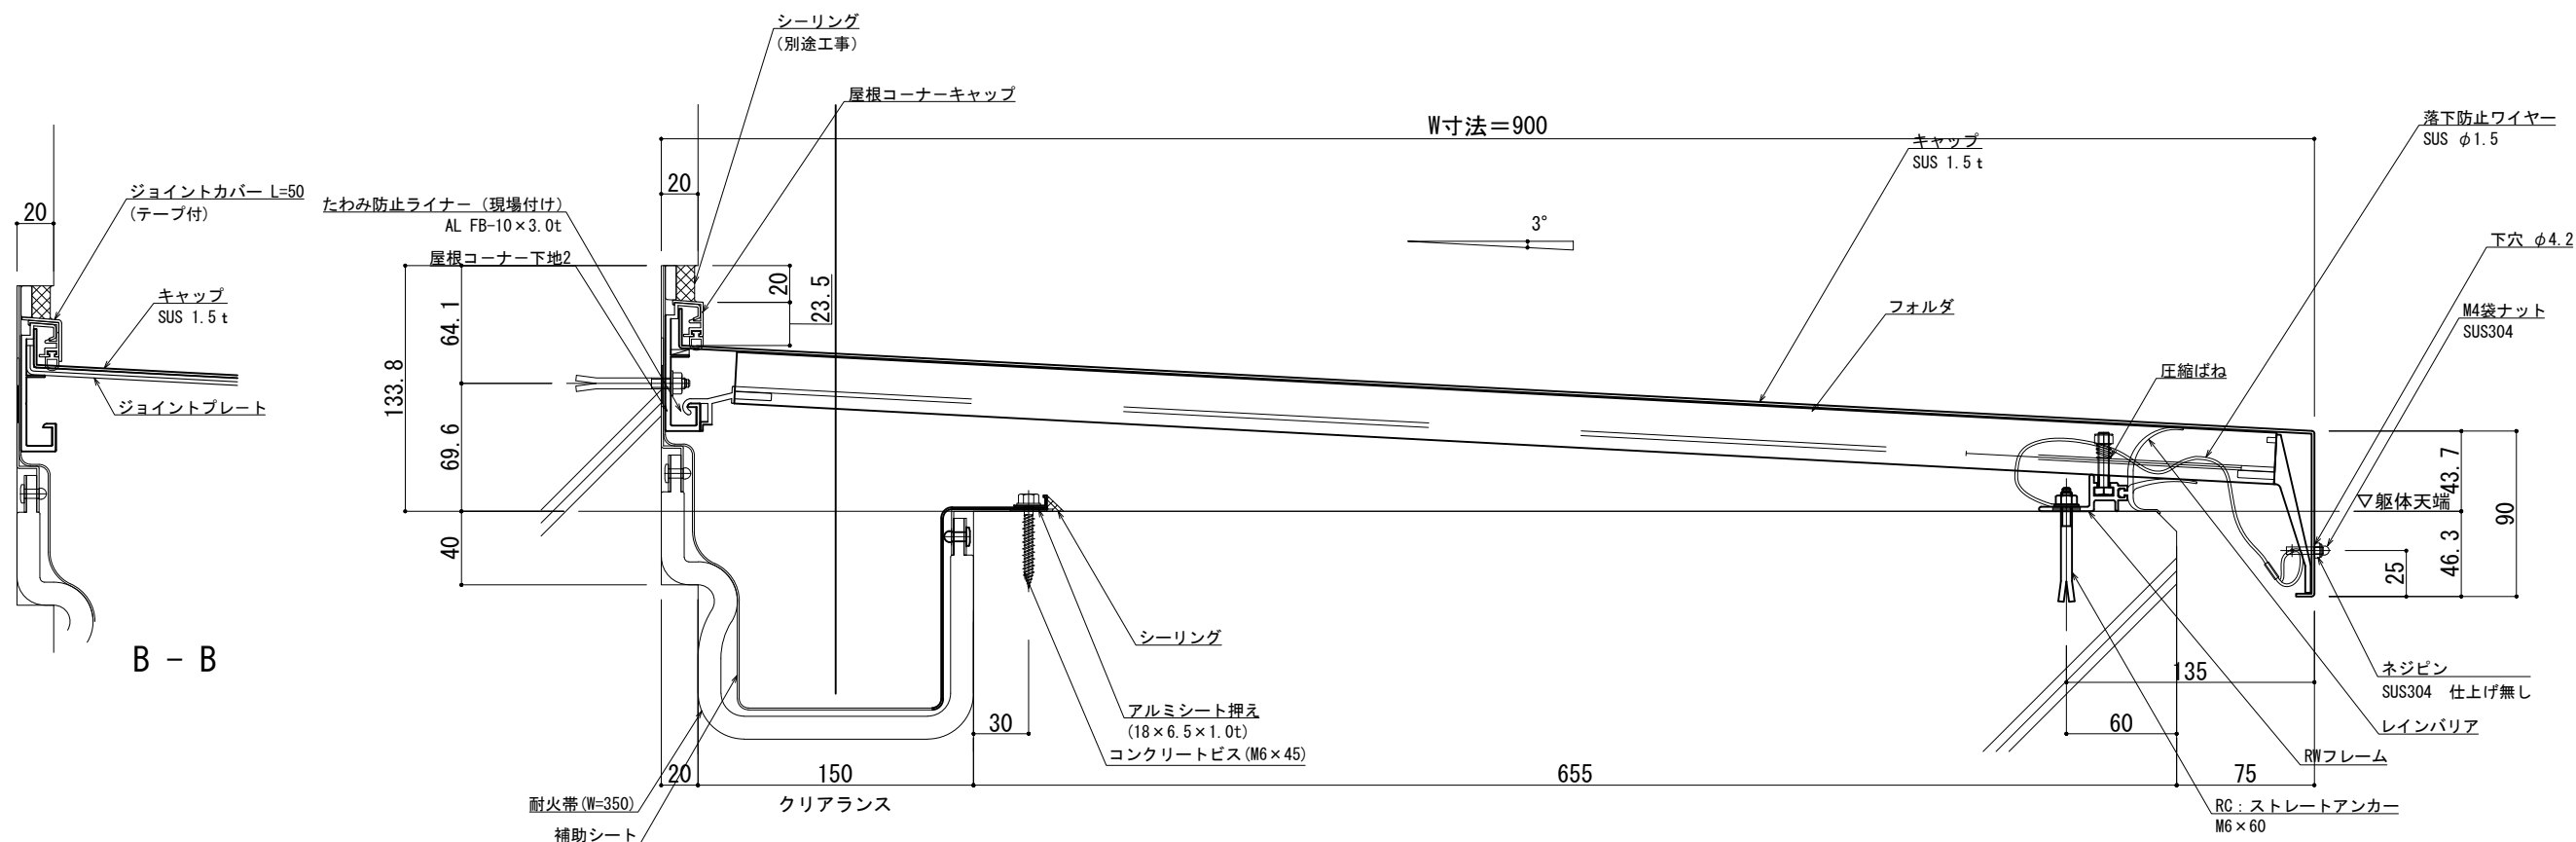 シーリング
(別途工事)
屋根コーナーキャップ
W寸法＝900
キャップ
SUS 1.5ｔ
落下防止ワイヤー
SUS φ1.5
20
ジョイントカバー L=50
(テープ付)
たわみ防止ライナー（現場付け）
AL FB-10×3.0t
屋根コーナー下地2
20
3°
下穴 φ4.2
キャップ
SUS 1.5ｔ
20
23.5
フォルダ
M4袋ナット
SUS304
64.1
133.8
圧縮ばね
ジョイントプレート
69.6
43.7
▽躯体天端
90
40
46.3
25
B － B
シーリング
135
ネジピン
SUS304　仕上げ無し
アルミシート押え
(18×6.5×1.0t)
30
60
レインバリア
コンクリートビス(M6×45)
RWフレーム
20
150
655
75
耐火帯(W=350)
クリアランス
RC：ストレートアンカー
M6×60
補助シート